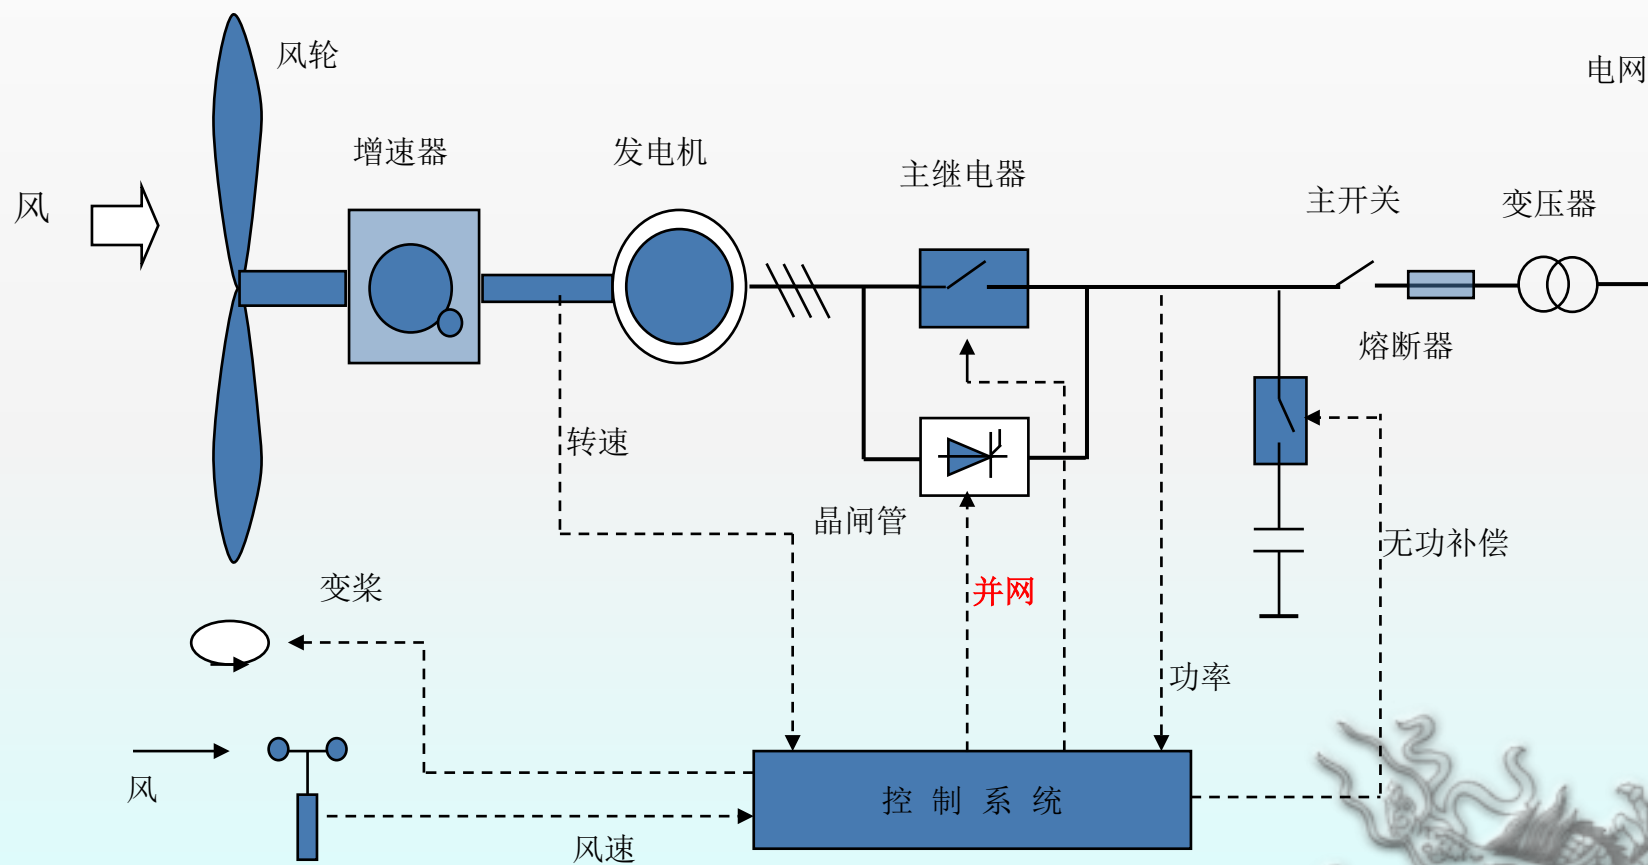 风轮
电网
增速器
发电机
主继电器
主开关
变压器
风
熔断器
转速
晶闸管
无功补偿
变桨
并网
功率
风
控制系统
风速